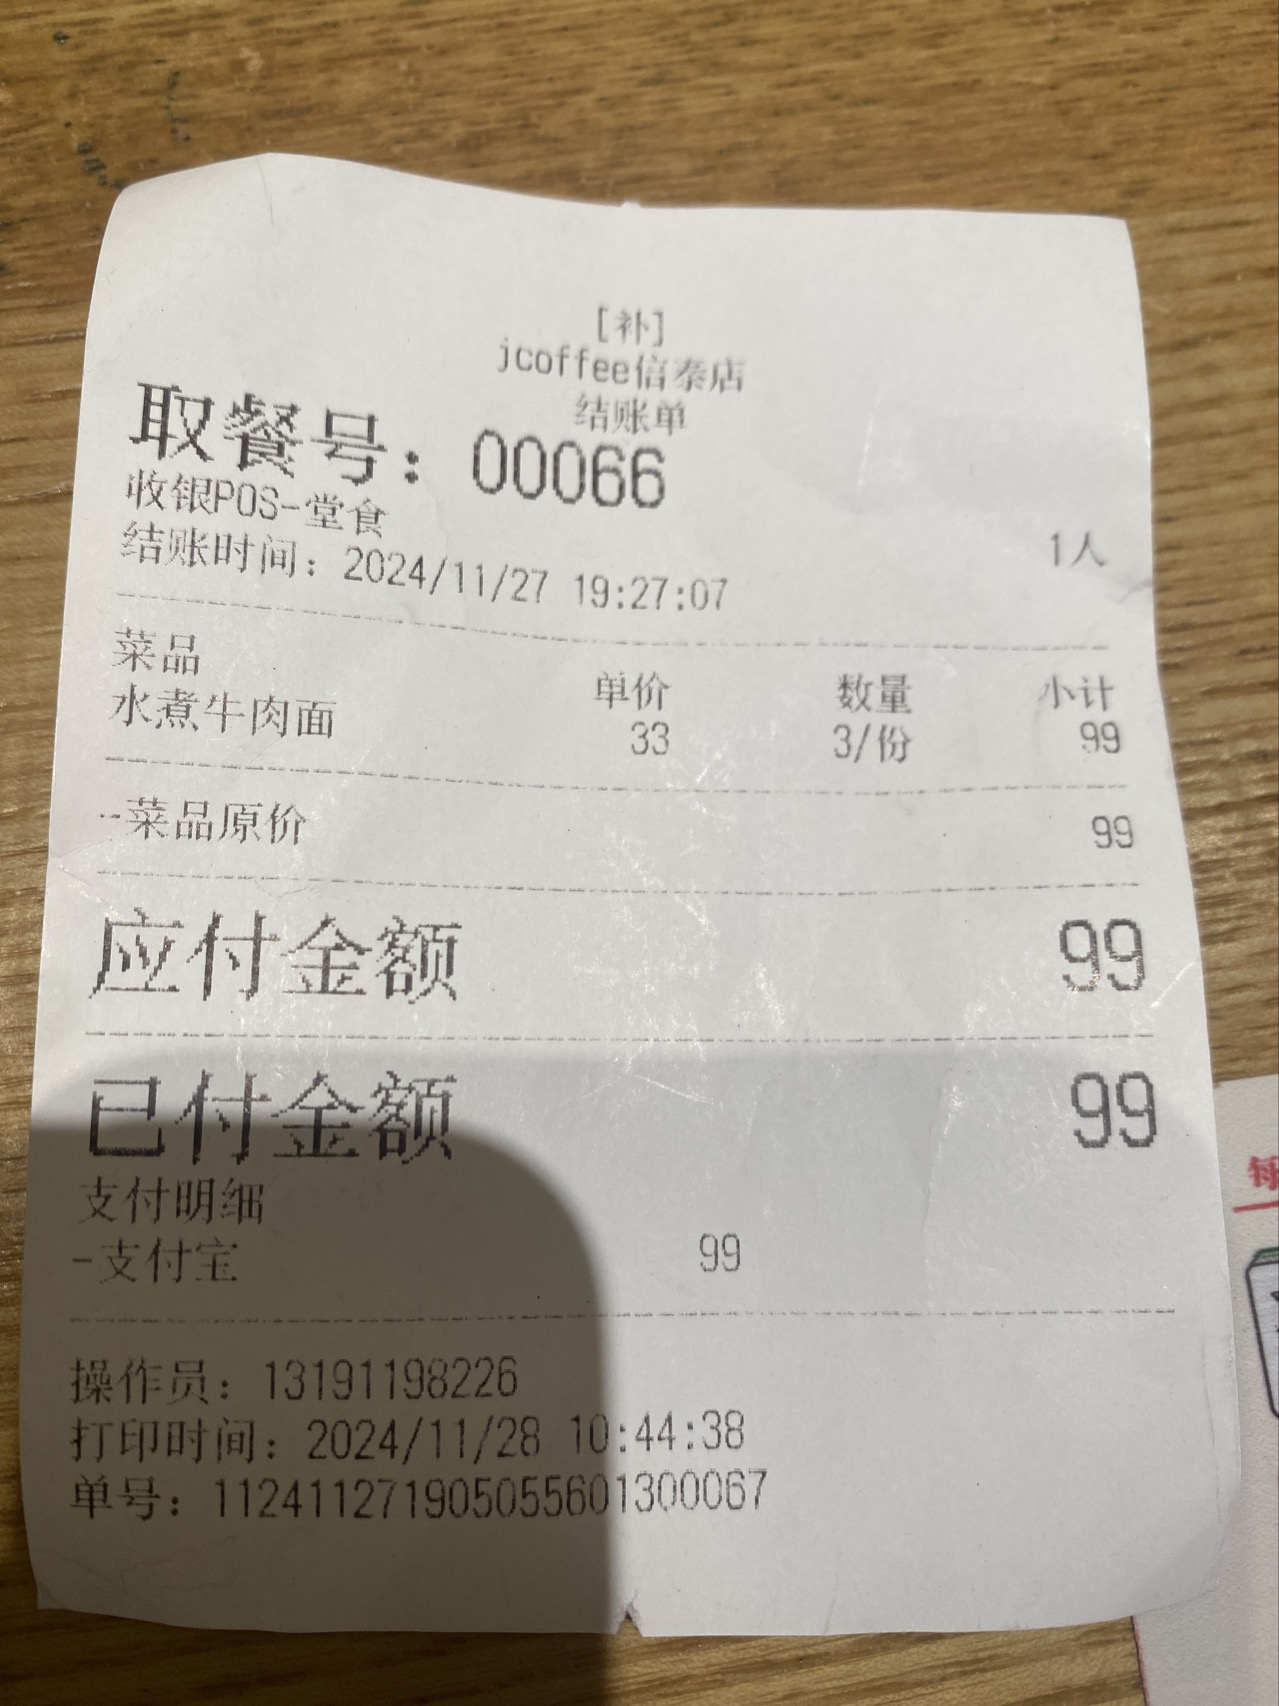 [补]
jcoffee信泰店
结账单
取餐号：00066
收银POS-堂食 1人
结账时间：2024/11/27 19:27:07
菜品 单价 数量 小计
水煮牛肉面 33 3/份 99
--菜品原价 99
应付金额 99
已付金额 99
支付明细
-支付宝 99
操作员：13191198226
打印时间：2024/11/28 10:44:38
单号：112411271905055601300067